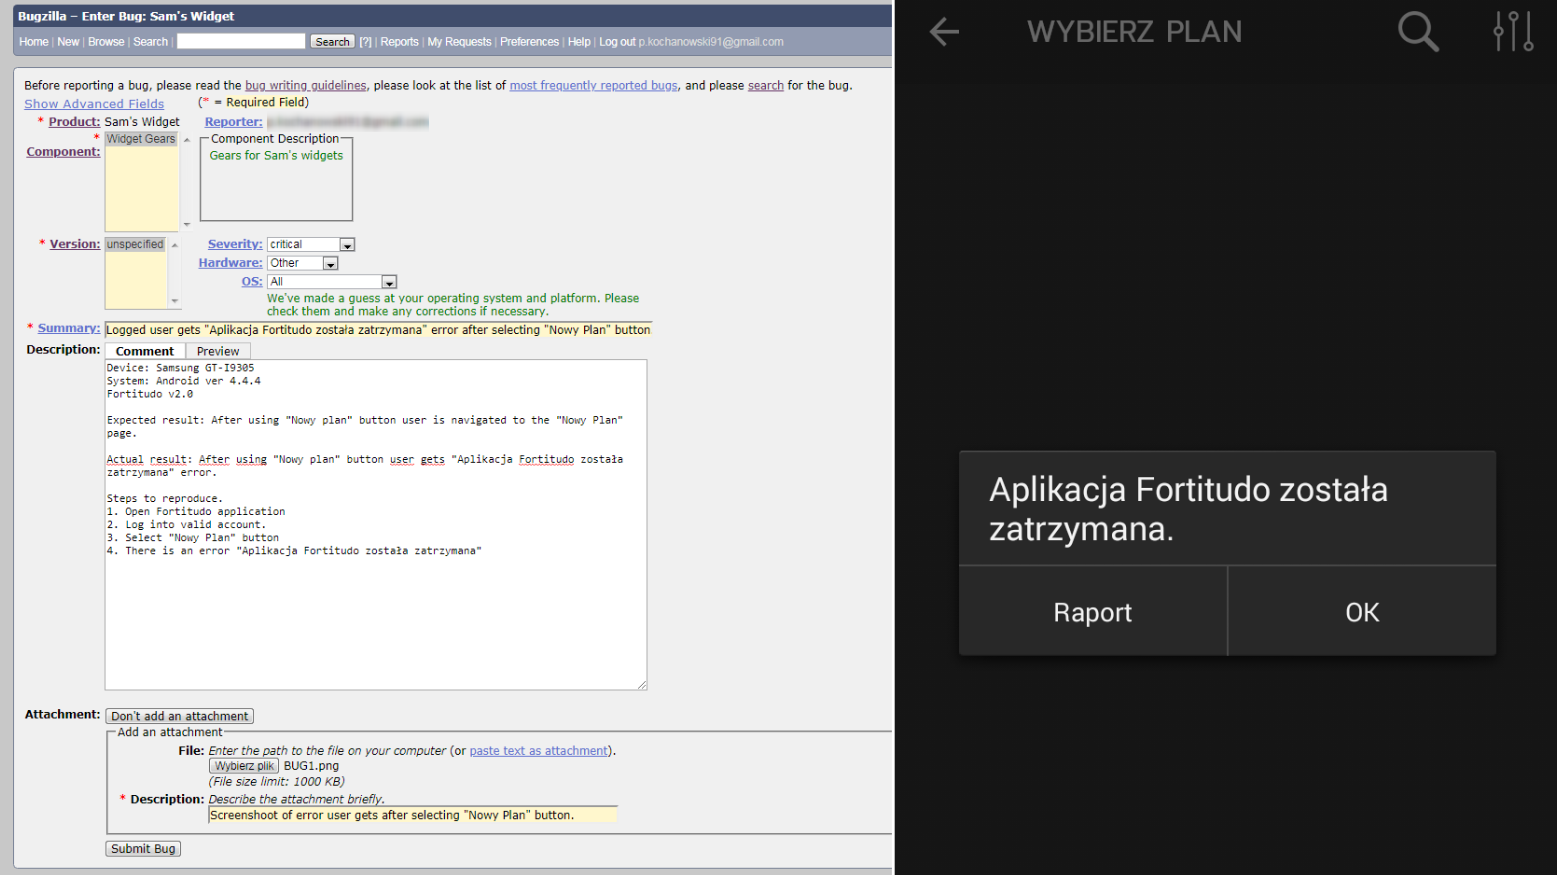 Bugzilla – Enter Bug: Sam's Widget
Home | New | Browse | Search | Search [?] | Reports | My Requests | Preferences | Help | Log out p.kochanowski91@gmail.com
Before reporting a bug, please read the bug writing guidelines, please look at the list of most frequently reported bugs, and please search for the bug.
Show Advanced Fields (* = Required Field)
* Product: Sam's Widget Reporter:
* Component: Widget Gears Component Description
Gears for Sam's widgets
* Version: unspecified Severity: critical
Hardware: Other
OS: All
We've made a guess at your operating system and platform. Please
check them and make any corrections if necessary.
* Summary: Logged user gets "Aplikacja Fortitudo została zatrzymana" error after selecting "Nowy Plan" button
Description: Comment Preview
Device: Samsung GT-I9305
System: Android ver 4.4.4
Fortitudo v2.0
Expected result: After using "Nowy plan" button user is navigated to the "Nowy Plan"
page.
Actual result: After using "Nowy plan" button user gets "Aplikacja Fortitudo została
zatrzymana" error.
Steps to reproduce.
1. Open Fortitudo application
2. Log into valid account.
3. Select "Nowy Plan" button
4. There is an error "Aplikacja Fortitudo została zatrzymana"
Attachment: Don't add an attachment
Add an attachment
File: Enter the path to the file on your computer (or paste text as attachment).
Wybierz plik BUG1.png
(File size limit: 1000 KB)
* Description: Describe the attachment briefly.
Screenshoot of error user gets after selecting "Nowy Plan" button.
Submit Bug
WYBIERZ PLAN
Aplikacja Fortitudo została
zatrzymana.
Raport OK